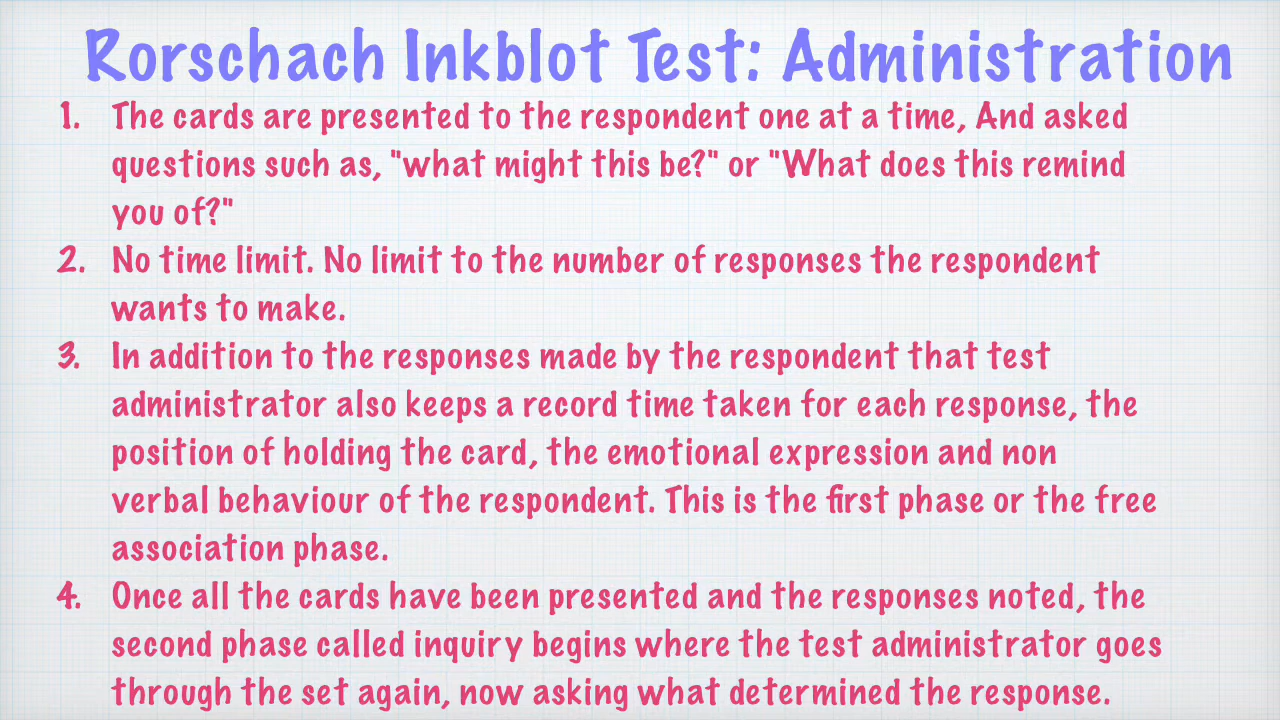 Rorschach Inkblot Test: Administration
1. The cards are presented to the respondent one at a time, And asked
questions such as, "what might this be?" or "What does this remind
you of?"
2. No time limit. No limit to the number of responses the respondent
wants to make.
3. In addition to the responses made by the respondent that test
administrator also keeps a record time taken for each response, the
position of holding the card, the emotional expression and non
verbal behaviour of the respondent. This is the first phase or the free
association phase.
4. Once all the cards have been presented and the responses noted, the
second phase called inquiry begins where the test administrator goes
through the set again, now asking what determined the response.